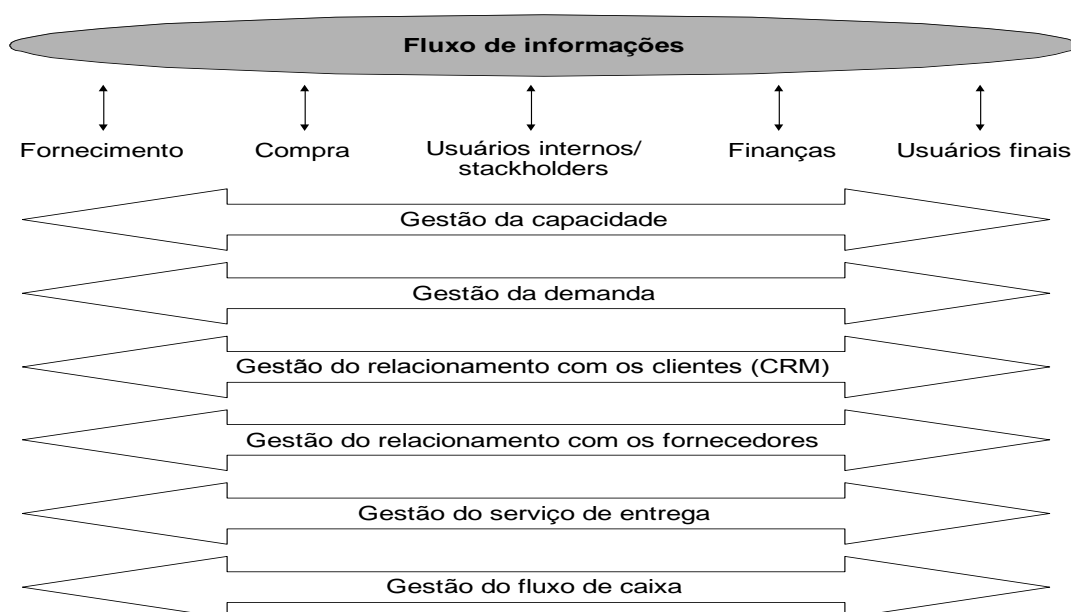 Fluxo de informações
Fornecimento
Compra
Usuários internos/
stackholders
Finanças
Usuários finais
Gestão da capacidade
Gestão da demanda
Gestão do relacionamento com os clientes (CRM)
Gestão do relacionamento com os fornecedores
Gestão do serviço de entrega
Gestão do fluxo de caixa